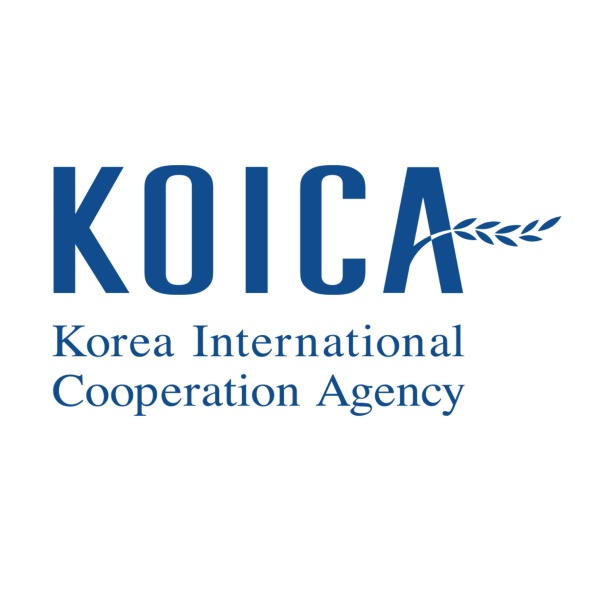 KOICA
Korea International
Cooperation Agency